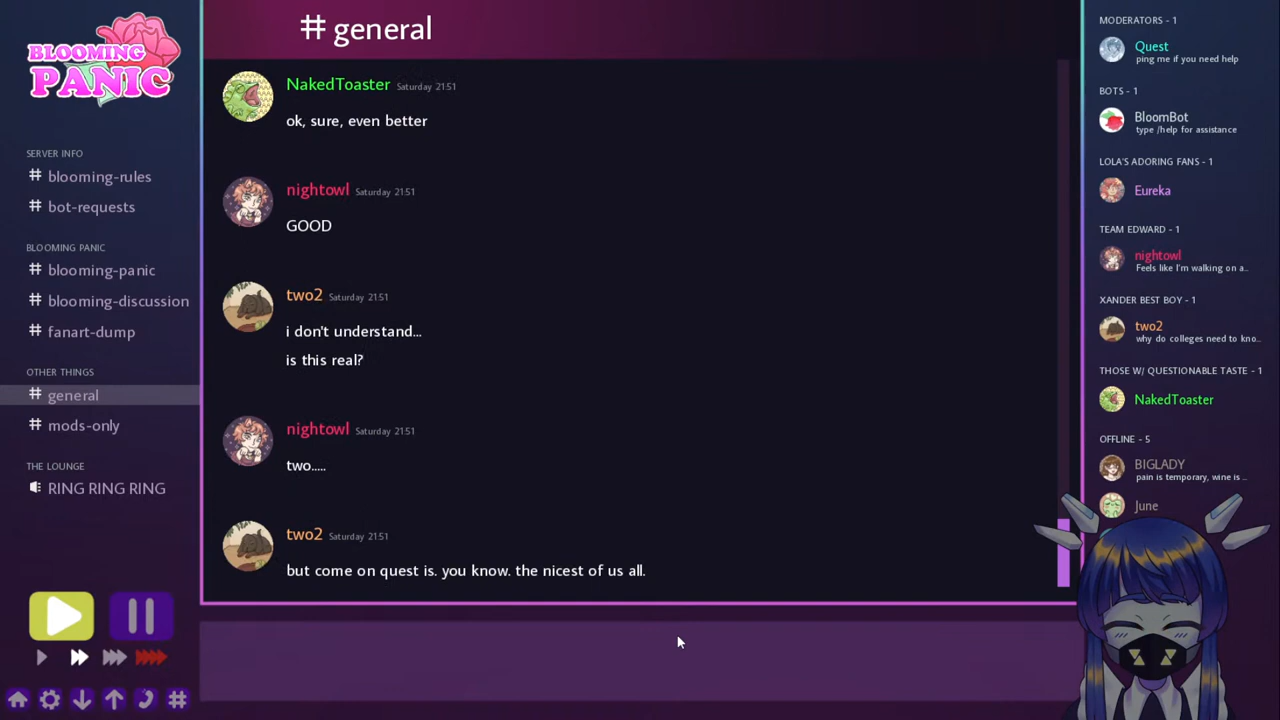 BLOOMING
PANIC
SERVER INFO
# blooming-rules
# bot-requests
BLOOMING PANIC
# blooming-panic
# blooming-discussion
# fanart-dump
OTHER THINGS
# general
# mods-only
THE LOUNGE
RING RING RING
# general
NakedToaster Saturday 21:51
ok, sure, even better
nightowl Saturday 21:51
GOOD
two2 Saturday 21:51
i don't understand...
is this real?
nightowl Saturday 21:51
two.....
two2 Saturday 21:51
but come on quest is. you know. the nicest of us all.
MODERATORS - 1
Quest
ping me if you need help
BOTS - 1
BloomBot
type /help for assistance
LOLA'S ADORING FANS - 1
Eureka
TEAM EDWARD - 1
nightowl
Feels like I'm walking on a..
XANDER BEST BOY - 1
two2
why do colleges need to kno..
THOSE W/ QUESTIONABLE TASTE - 1
NakedToaster
OFFLINE - 5
BIGLADY
pain is temporary, wine is ..
June